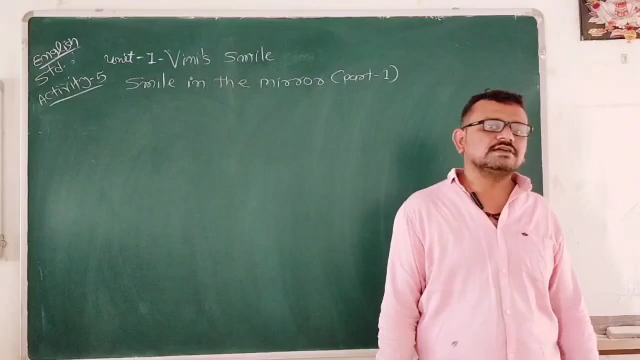 English
Std.:
Activity-5
Unit-1-Vini's Smile
Smile in the mirror (part-1)